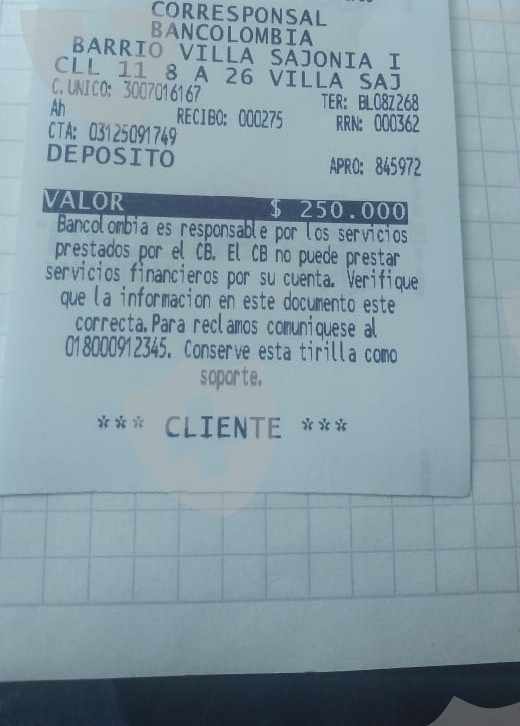 CORRESPONSAL
BANCOLOMBIA
BARRIO VILLA SAJONIA I
CLL 11 8 A 26 VILLA SAJ
C. UNICO: 3007016167 TER: BL082268
Ah RECIBO: 000275 RRN: 000362
CTA: 03125091749
DEPOSITO APRO: 845972
VALOR $ 250.000
Bancolombia es responsable por los servicios
prestados por el CB. El CB no puede prestar
servicios financieros por su cuenta. Verifique
que la informacion en este documento este
correcta. Para reclamos comuniquese al
018000912345. Conserve esta tirilla como
soporte.
*** CLIENTE ***